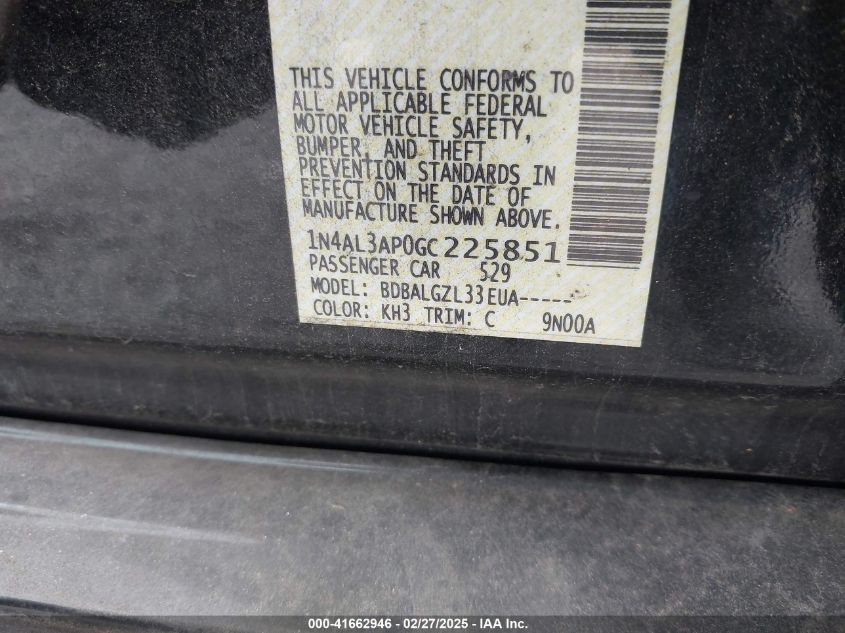 THIS VEHICLE CONFORMS TO
ALL APPLICABLE FEDERAL
MOTOR VEHICLE SAFETY,
BUMPER, AND THEFT
PREVENTION STANDARDS IN
EFFECT ON THE DATE OF
MANUFACTURE SHOWN ABOVE.
1N4AL3AP0GC225851
PASSENGER CAR 529
MODEL: BDBALGZL33EUA-----
COLOR: KH3 TRIM: C 9N00A
000-41662946 - 02/27/2025 - IAA Inc.